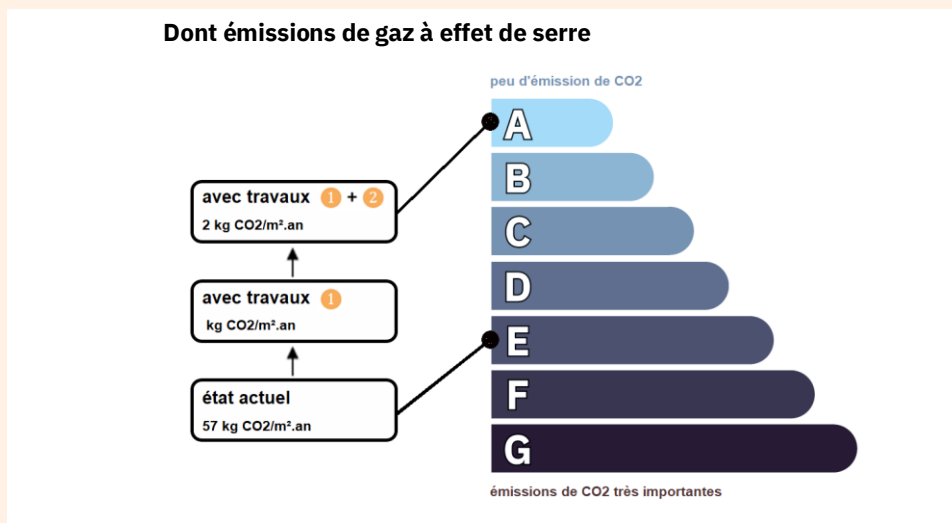 Dont émissions de gaz à effet de serre
peu d'émission de CO2
A
B
C
D
E
F
G
émissions de CO2 très importantes
avec travaux 1 + 2
2 kg CO2/m².an
avec travaux 1
kg CO2/m².an
état actuel
57 kg CO2/m².an